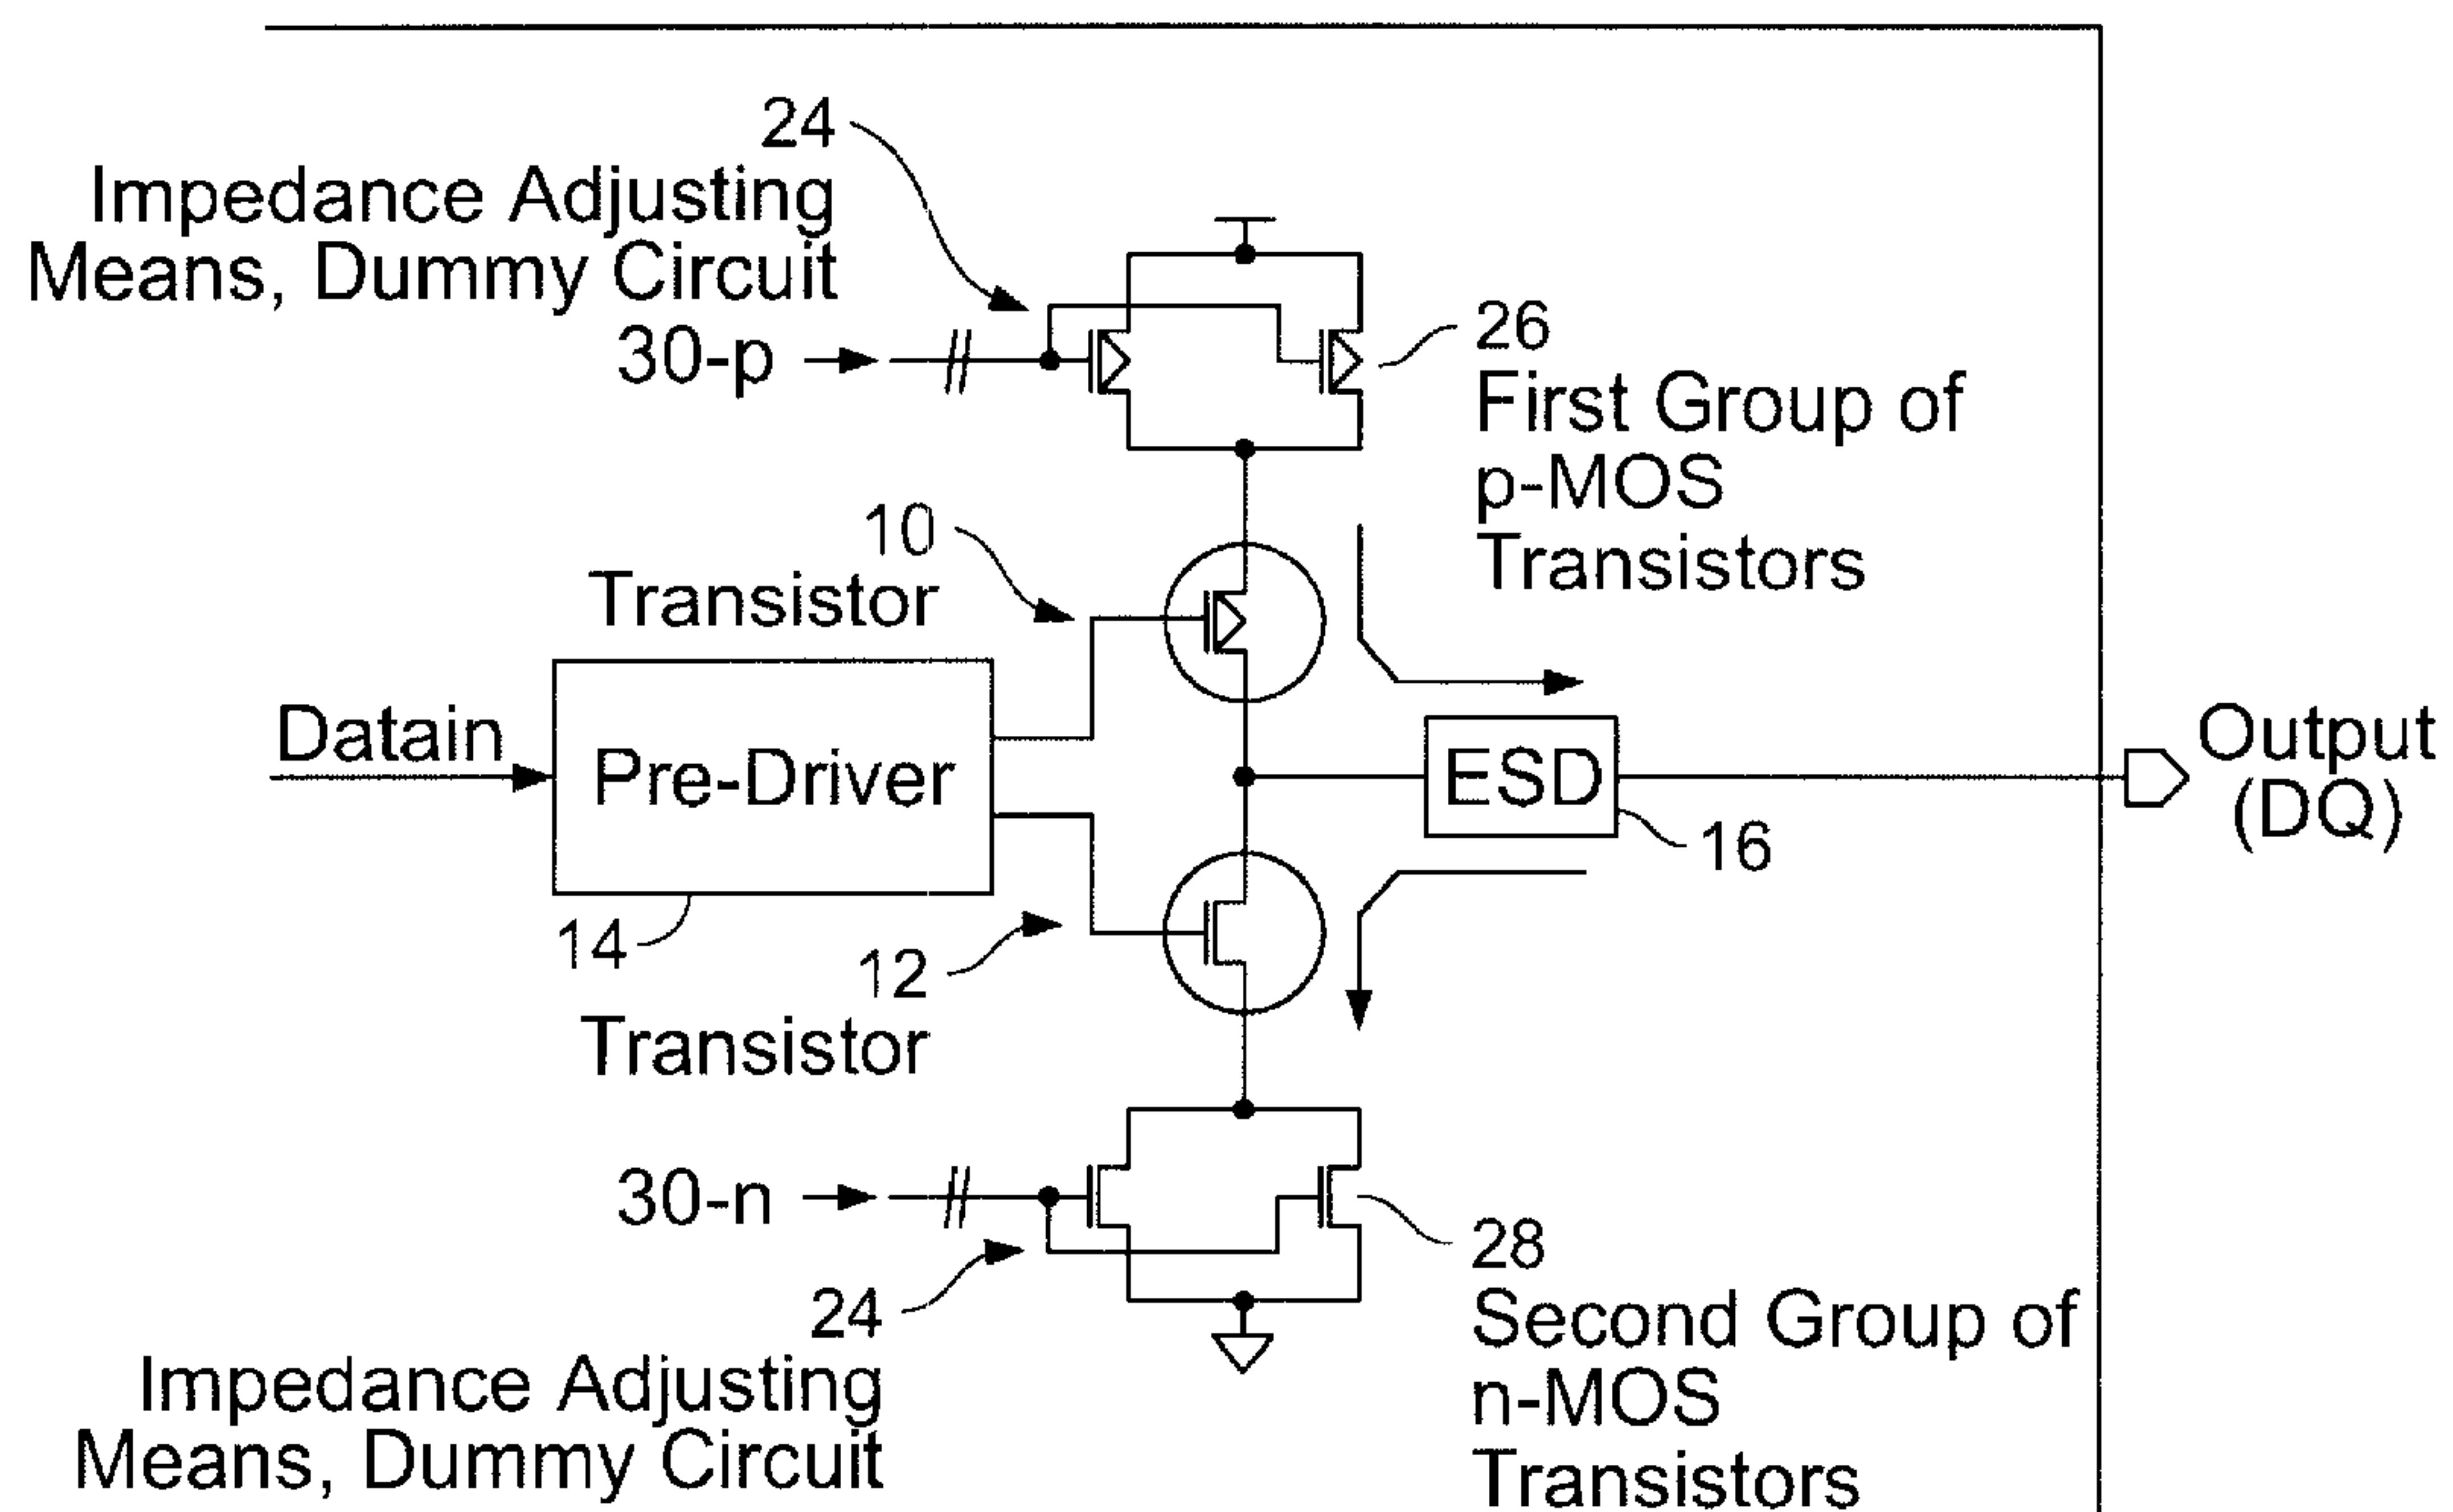 24
Impedance Adjusting
Means, Dummy Circuit
30-p
26
First Group of
p-MOS
Transistors
10
Transistor
Datain
Pre-Driver
14
ESD
16
Output
(DQ)
12
Transistor
30-n
24
Impedance Adjusting
Means, Dummy Circuit
28
Second Group of
n-MOS
Transistors